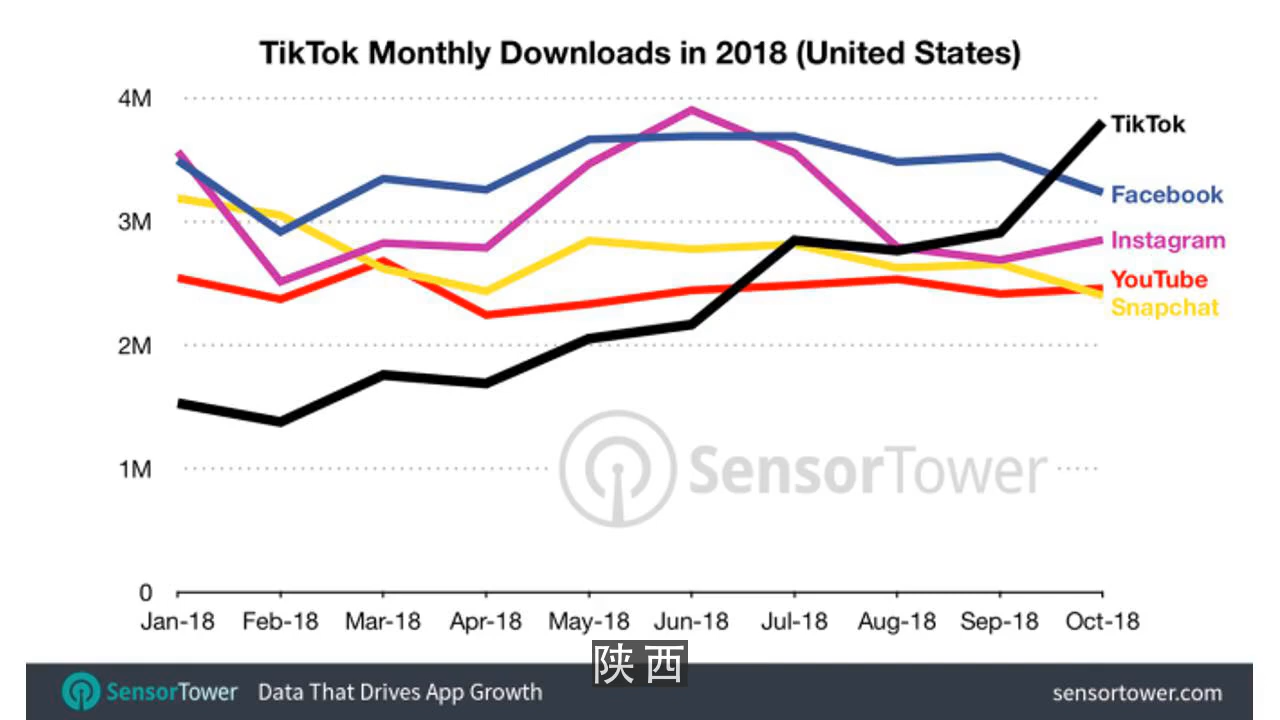 TikTok Monthly Downloads in 2018 (United States)
4M
3M
2M
1M
0
TikTok
Facebook
Instagram
YouTube
Snapchat
SensorTower
Jan-18 Feb-18 Mar-18 Apr-18 May-18 Jun-18 Jul-18 Aug-18 Sep-18 Oct-18
陕西
SensorTower Data That Drives App Growth sensortower.com